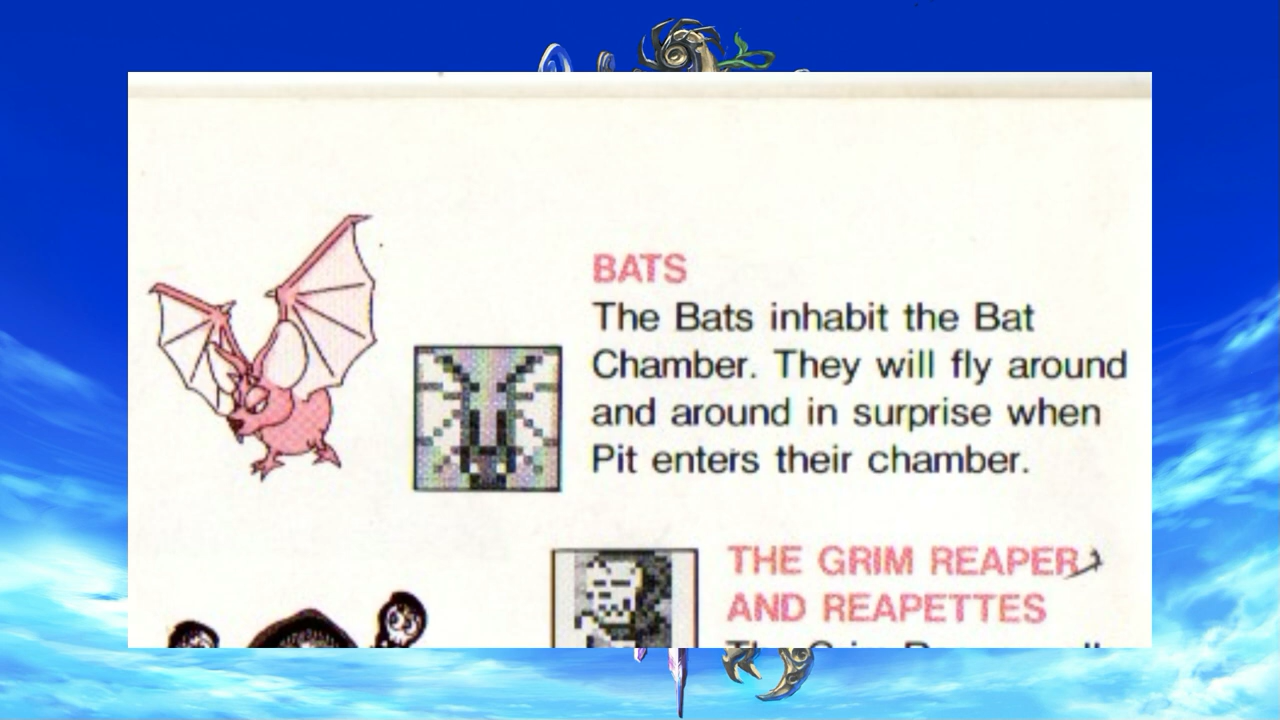 BATS
The Bats inhabit the Bat
Chamber. They will fly around
and around in surprise when
Pit enters their chamber.
THE GRIM REAPER
AND REAPETTES